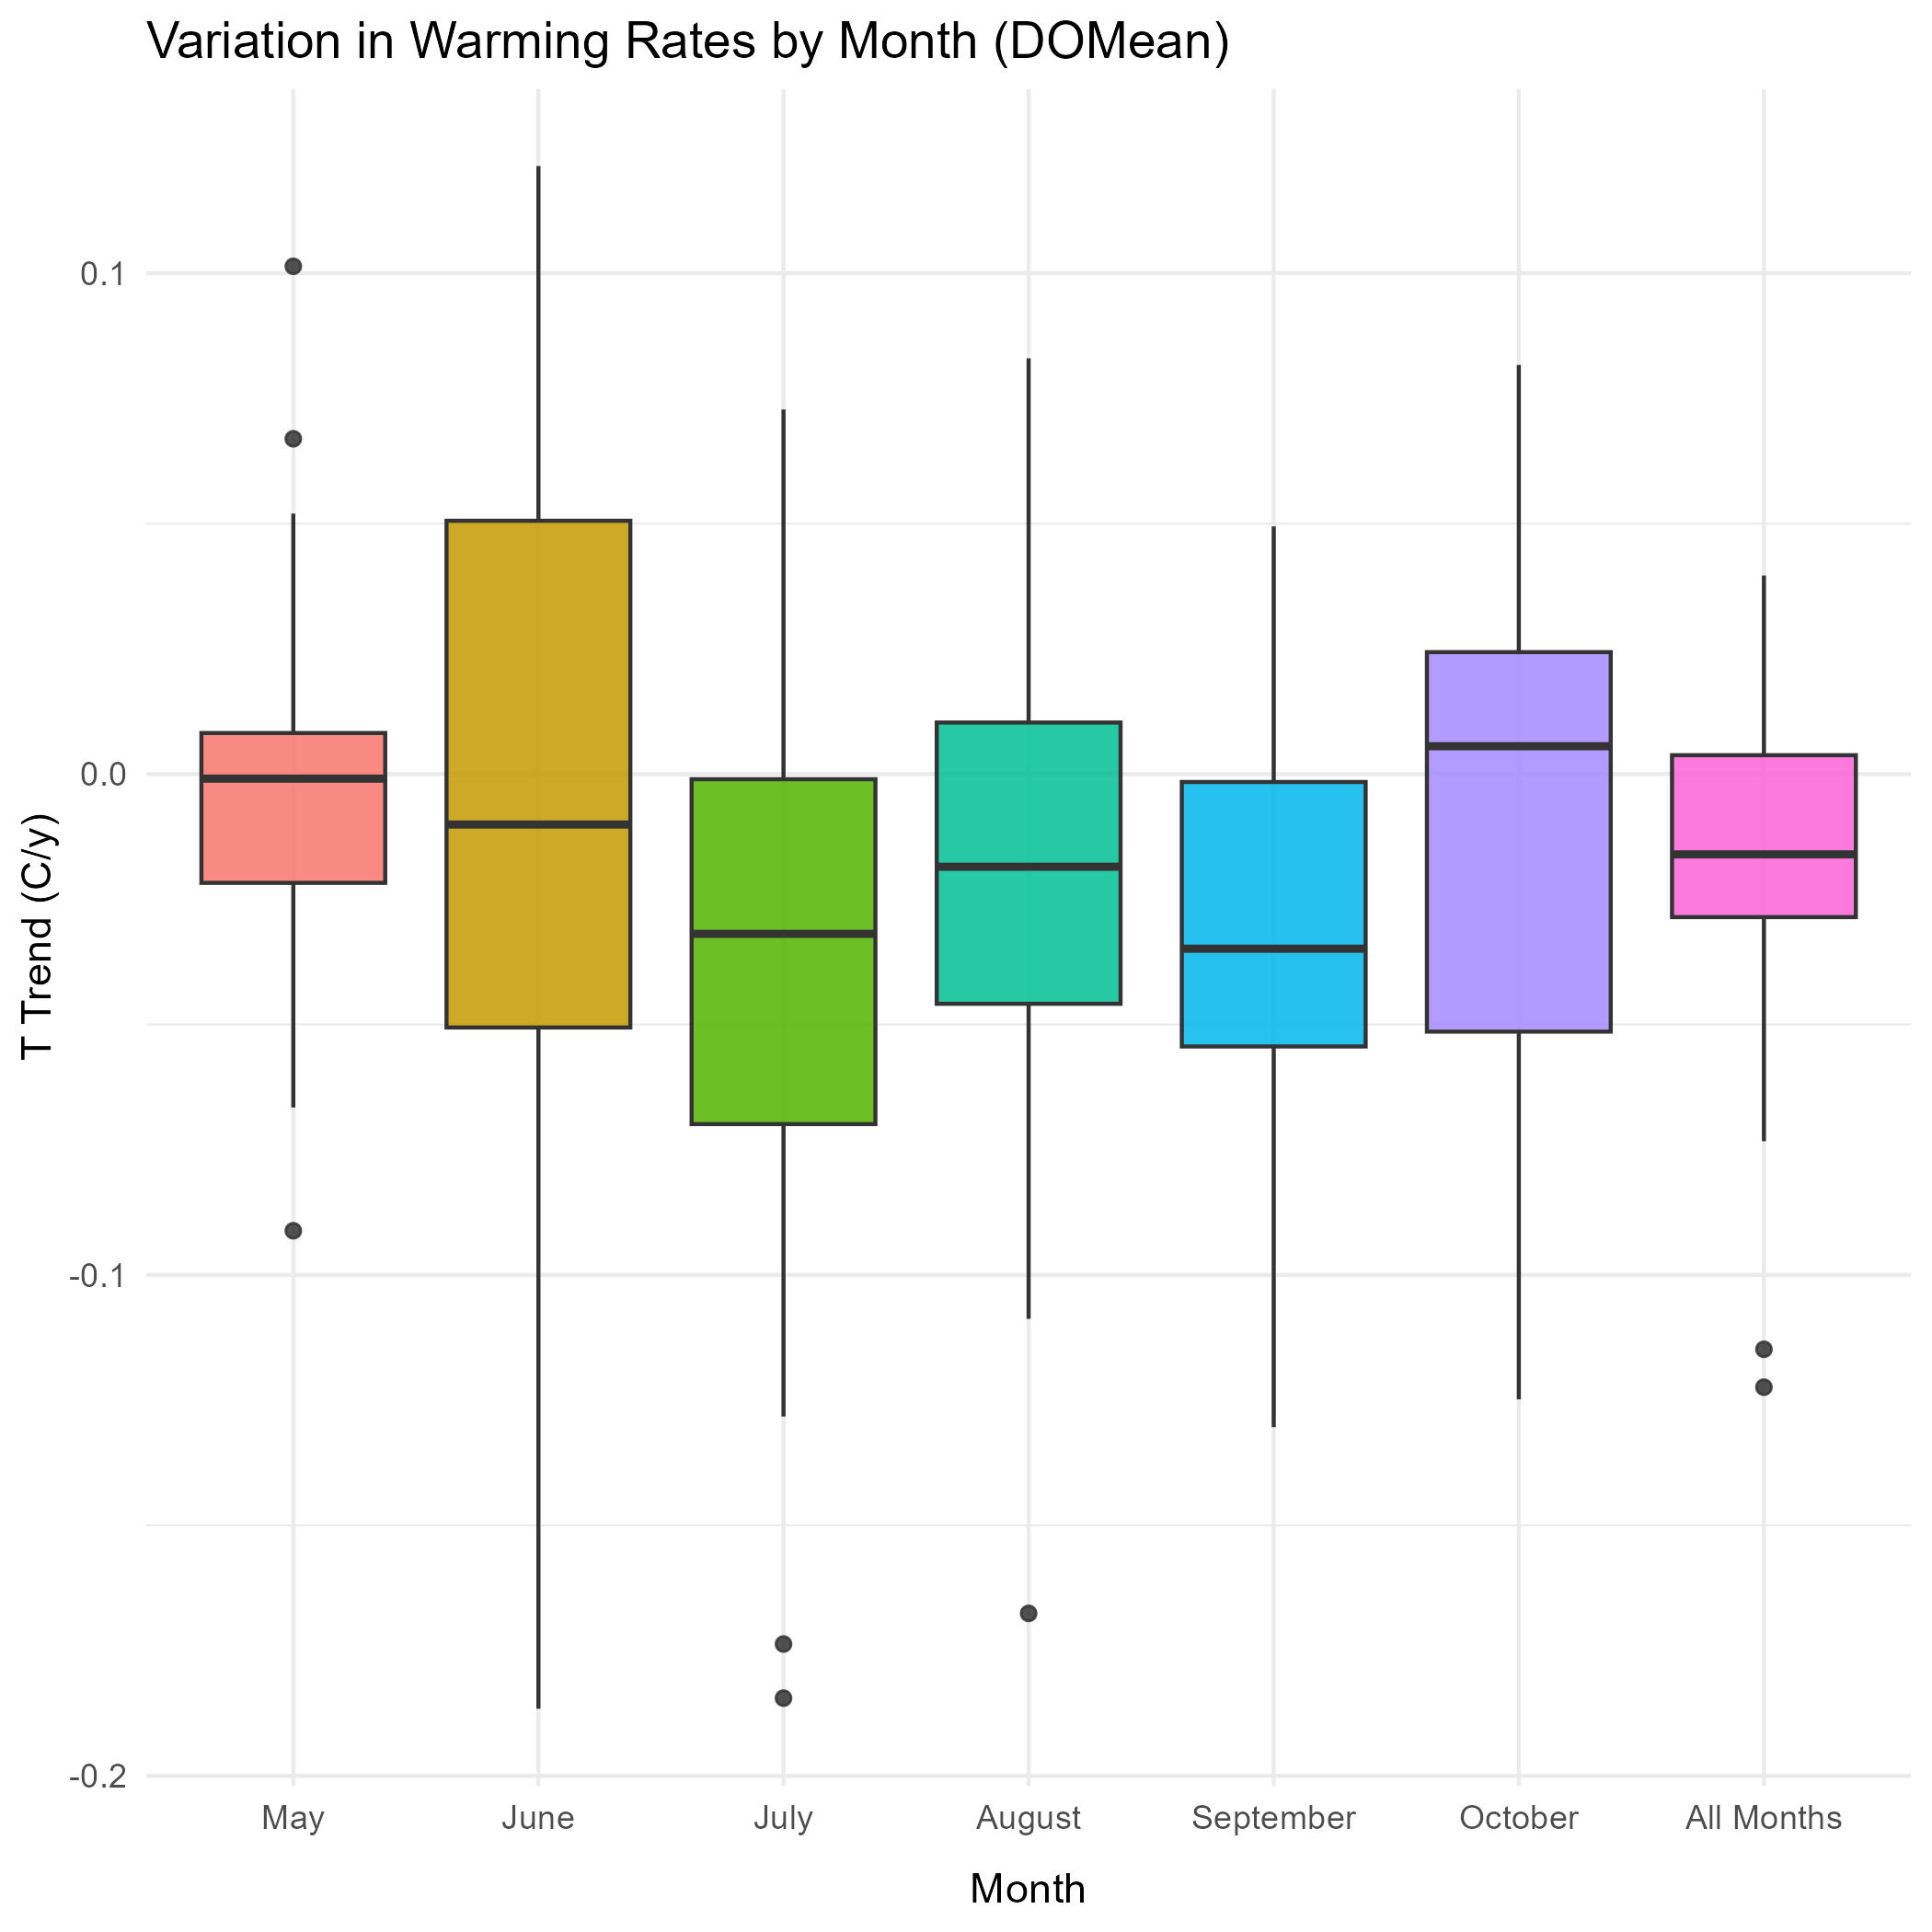 Variation in Warming Rates by Month (DOMean)
T Trend (C/y)
0.1
0.0
-0.1
-0.2
May June July August September October All Months
Month